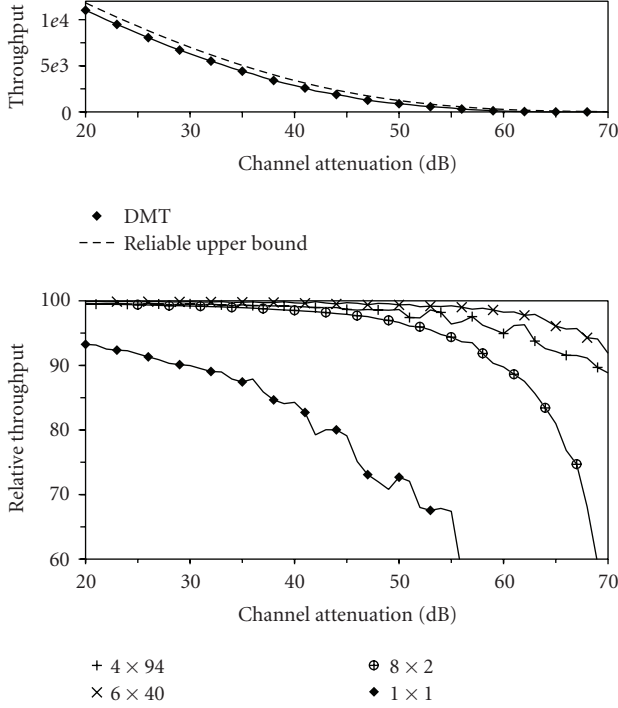 Throughput
1e4
5e3
0
20 30 40 50 60 70
Channel attenuation (dB)
DMT
Reliable upper bound
Relative throughput
100
90
80
70
60
20 30 40 50 60 70
Channel attenuation (dB)
4 × 94
6 × 40
8 × 2
1 × 1